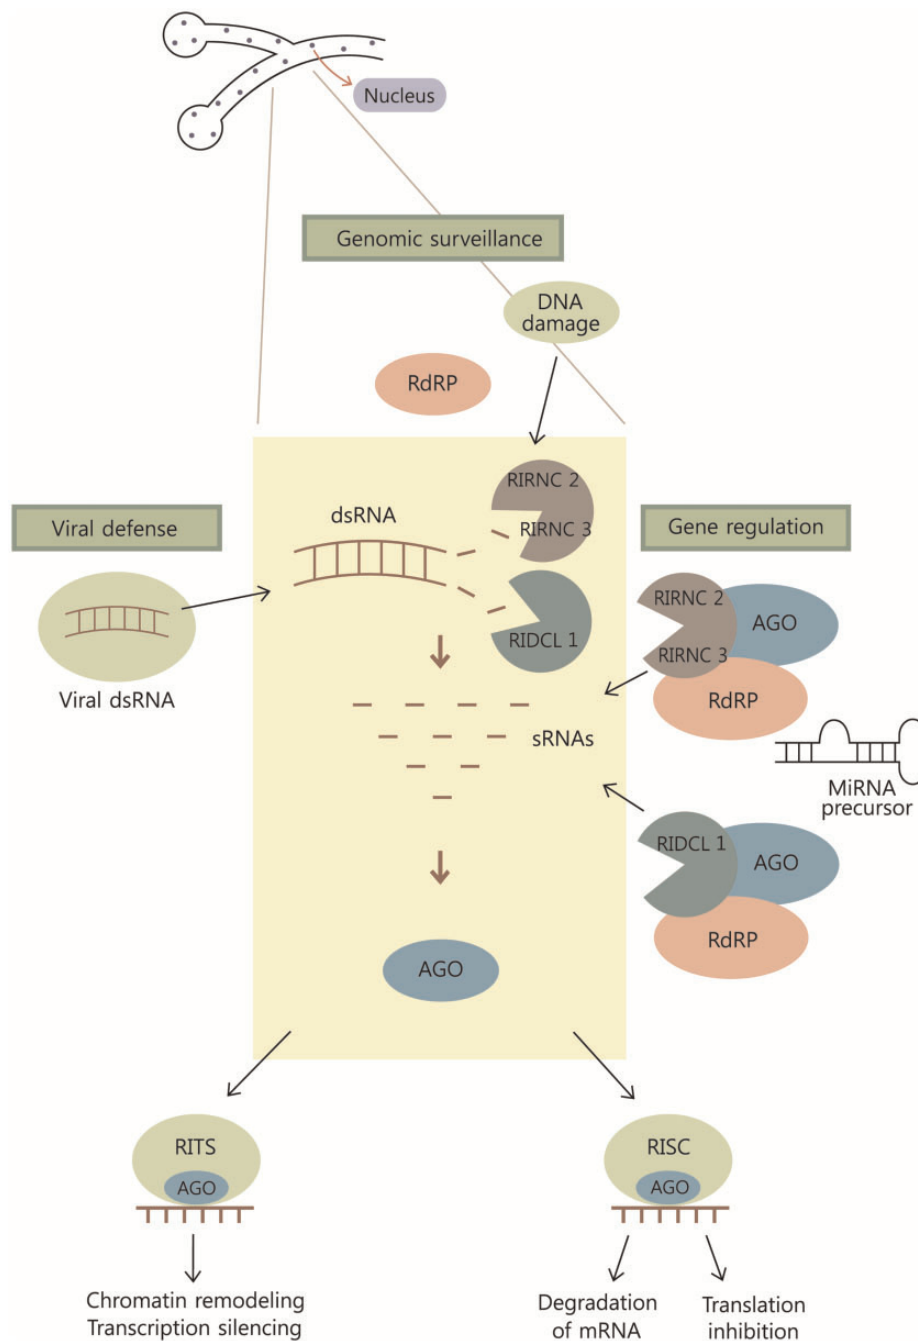 Nucleus
Genomic surveillance
DNA
damage
RdRP
RIRNC 2
dsRNA
RIRNC 3
Viral defense
Gene regulation
RIDCL 1
RIRNC 2
AGO
RIRNC 3
RdRP
Viral dsRNA
sRNAs
MiRNA
precursor
RIDCL 1
AGO
RdRP
AGO
RITS
AGO
RISC
AGO
Chromatin remodeling
Transcription silencing
Degradation
of mRNA
Translation
inhibition